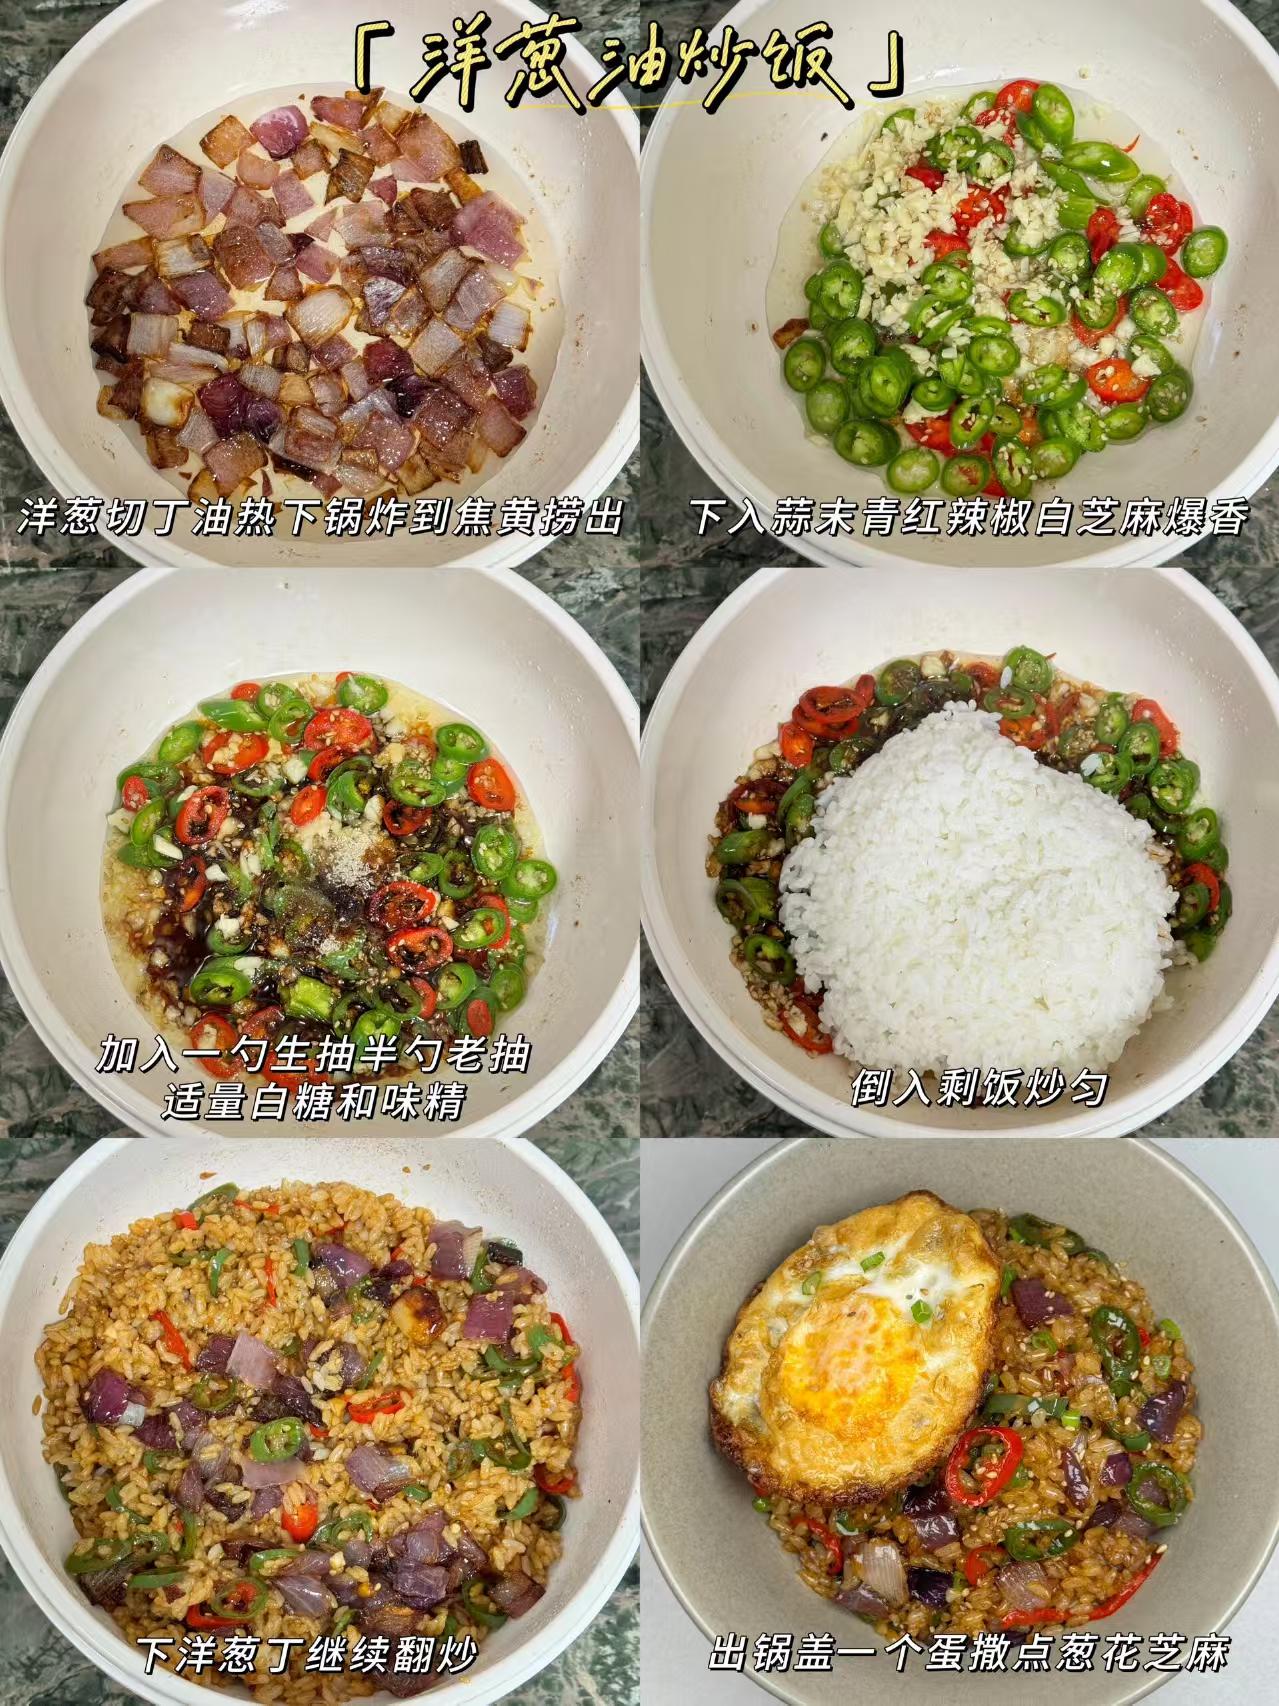 「洋葱油炒饭」
洋葱切丁油热下锅炸到焦黄捞出
下入蒜末青红辣椒白芝麻爆香
加入一勺生抽半勺老抽
适量白糖和味精
倒入剩饭炒匀
下洋葱丁继续翻炒
出锅盖一个蛋撒点葱花芝麻